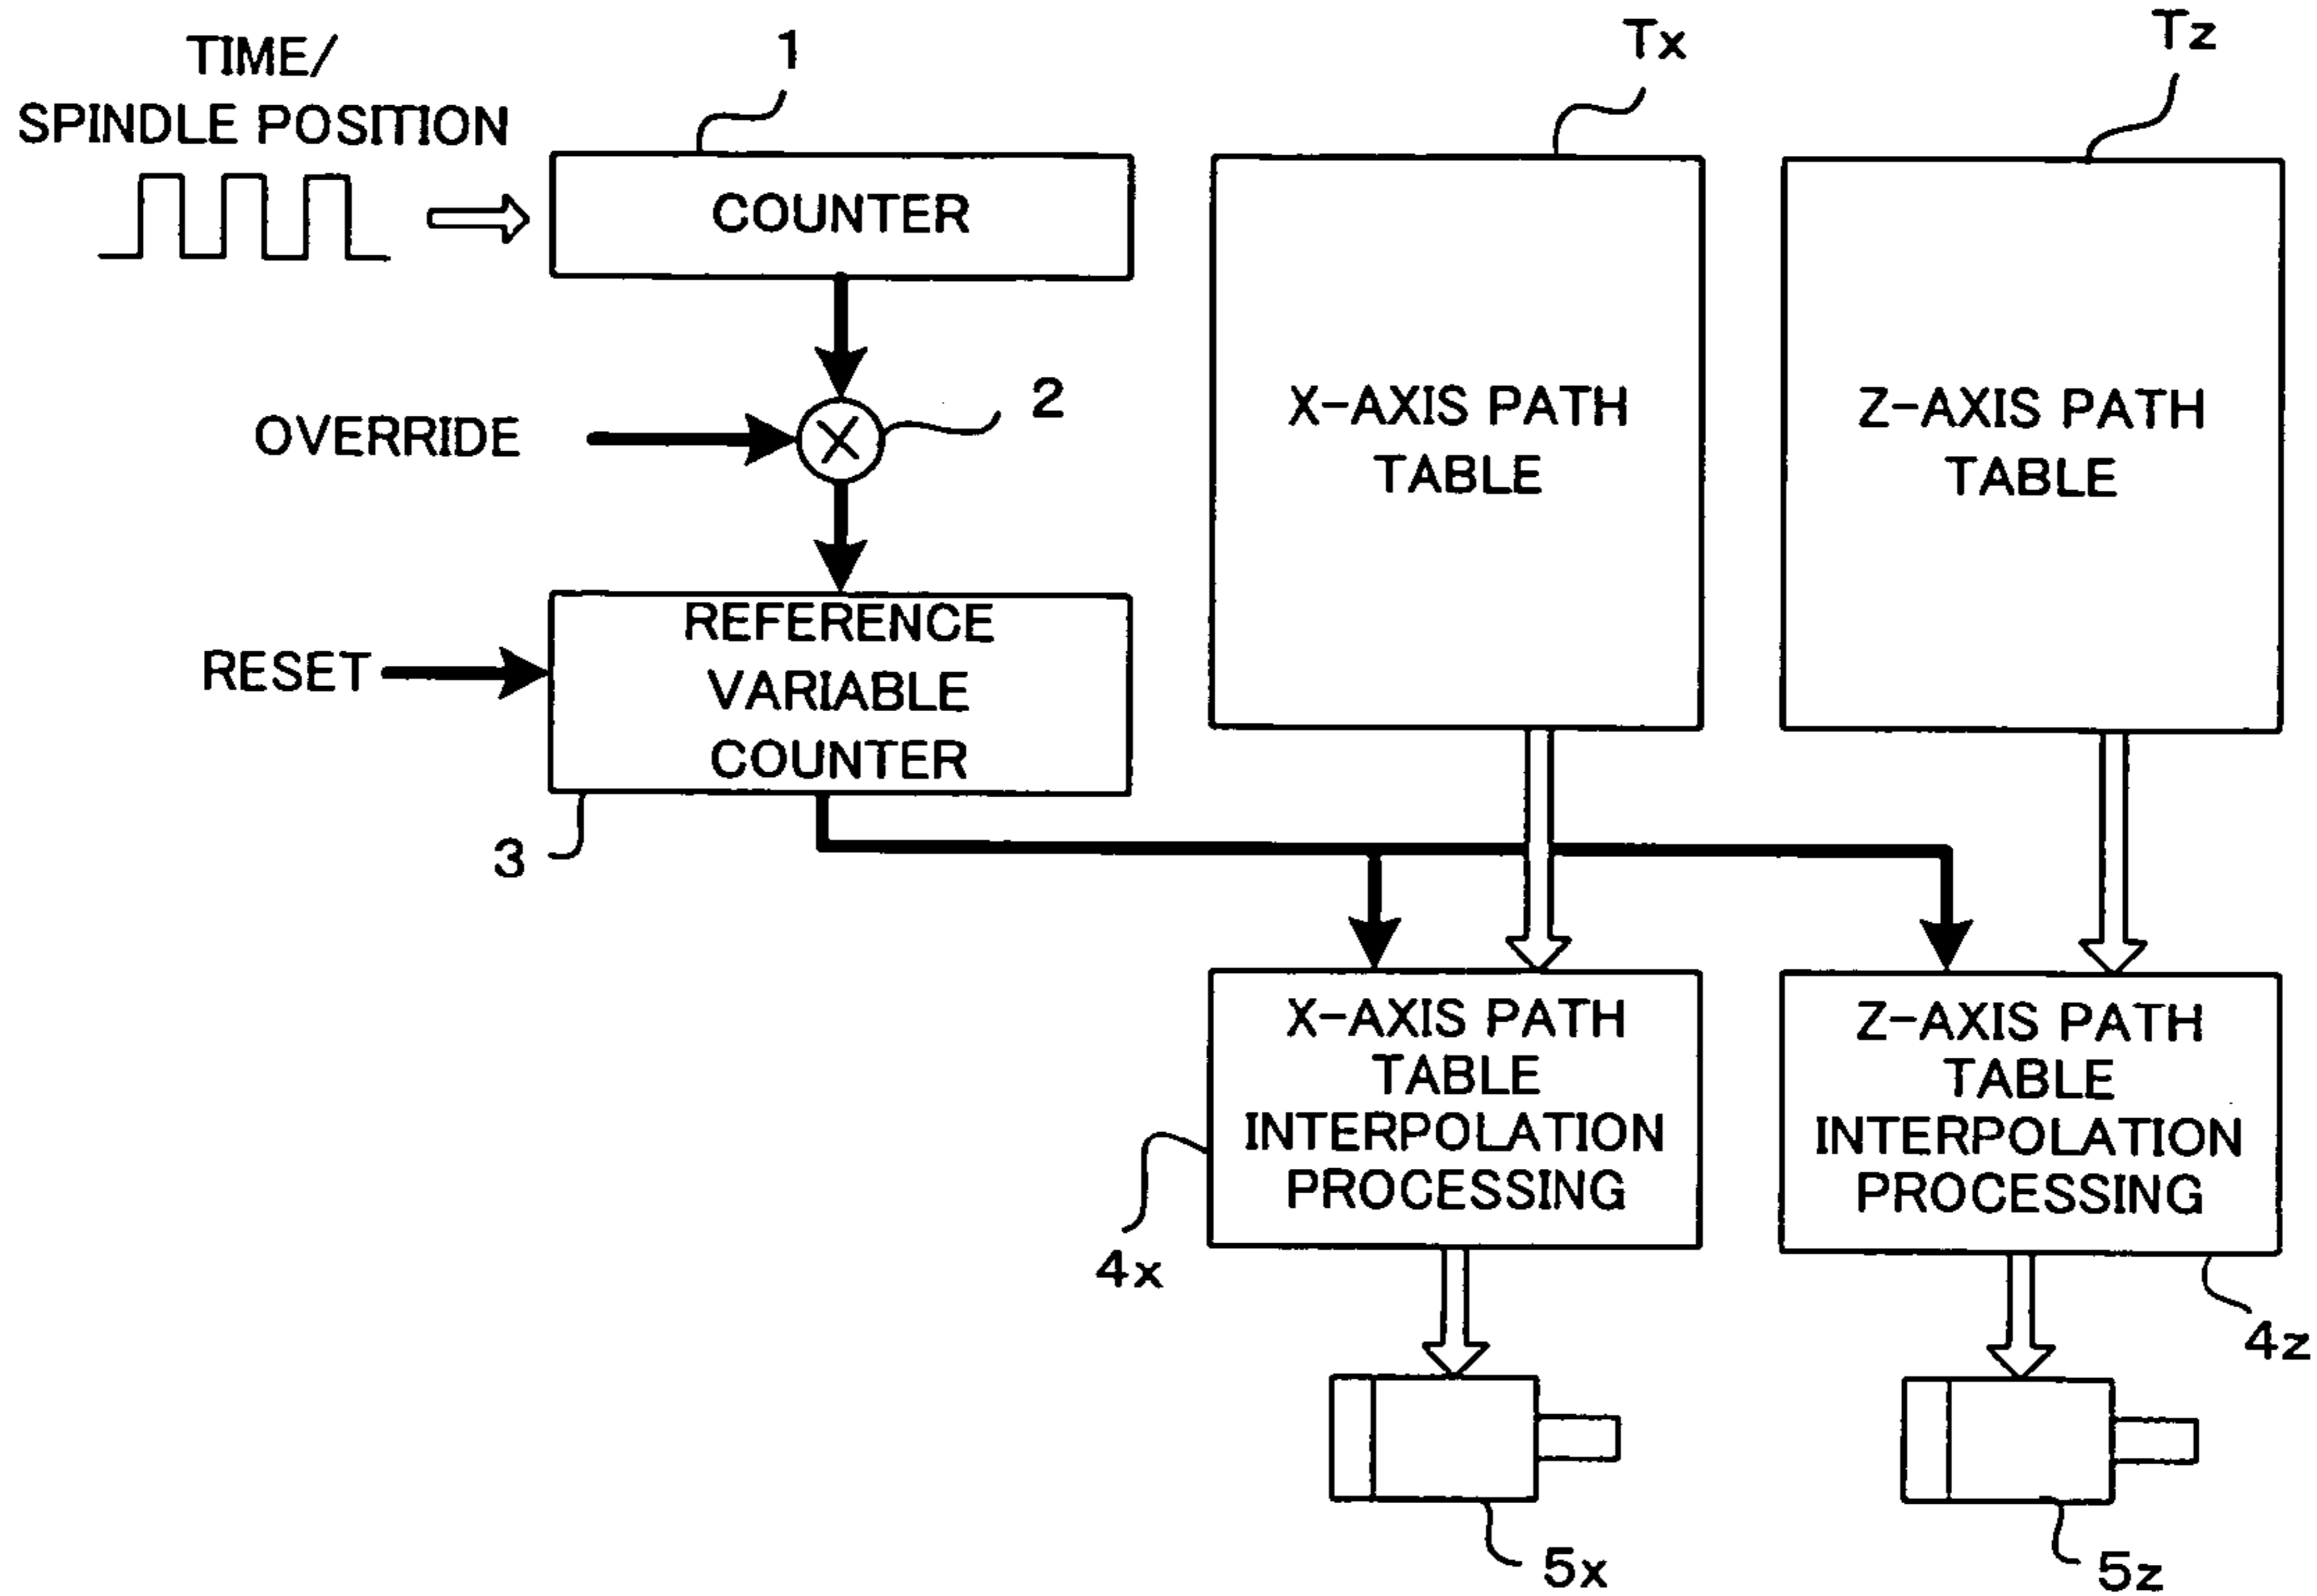 TIME/
SPINDLE POSITION
1
COUNTER
Tx
Tz
OVERRIDE
2
X-AXIS PATH
TABLE
Z-AXIS PATH
TABLE
RESET
REFERENCE
VARIABLE
COUNTER
3
X-AXIS PATH
TABLE
INTERPOLATION
PROCESSING
4x
Z-AXIS PATH
TABLE
INTERPOLATION
PROCESSING
4z
5x
5z